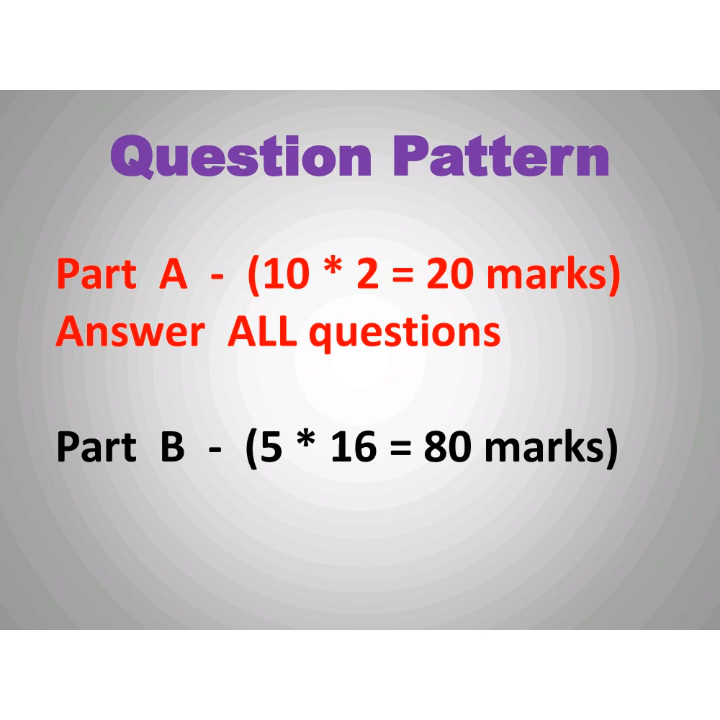 Question Pattern
Part A - (10 * 2 = 20 marks)
Answer ALL questions
Part B - (5 * 16 = 80 marks)